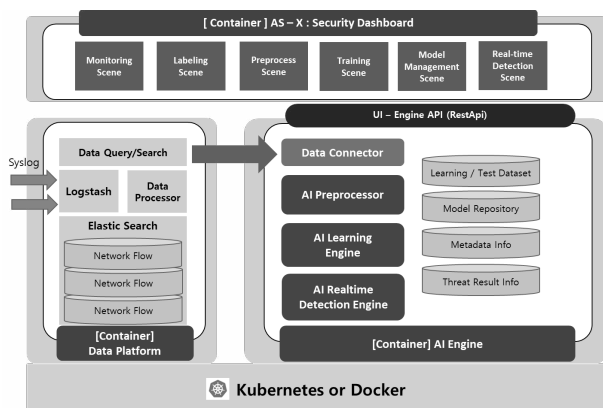 [ Container ] AS – X : Security Dashboard
Monitoring
Scene
Labeling
Scene
Preprocess
Scene
Training
Scene
Model
Management
Scene
Real-time
Detection
Scene
UI – Engine API (RestApi)
Syslog
Data Query/Search
Logstash
Data
Processor
Elastic Search
Network Flow
Network Flow
Network Flow
[Container]
Data Platform
Data Connector
AI Preprocessor
AI Learning
Engine
AI Realtime
Detection Engine
Learning / Test Dataset
Model Repository
Metadata Info
Threat Result Info
[Container] AI Engine
Kubernetes or Docker